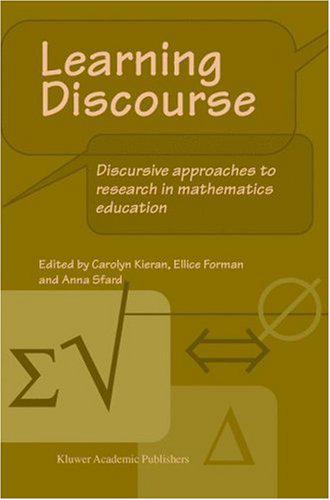 Learning
Discourse
Discursive approaches to
research in mathematics
education
Edited by Carolyn Kieran, Ellice Forman
and Anna Sfard
Σ√
⇔
∅
Δ
Kluwer Academic Publishers